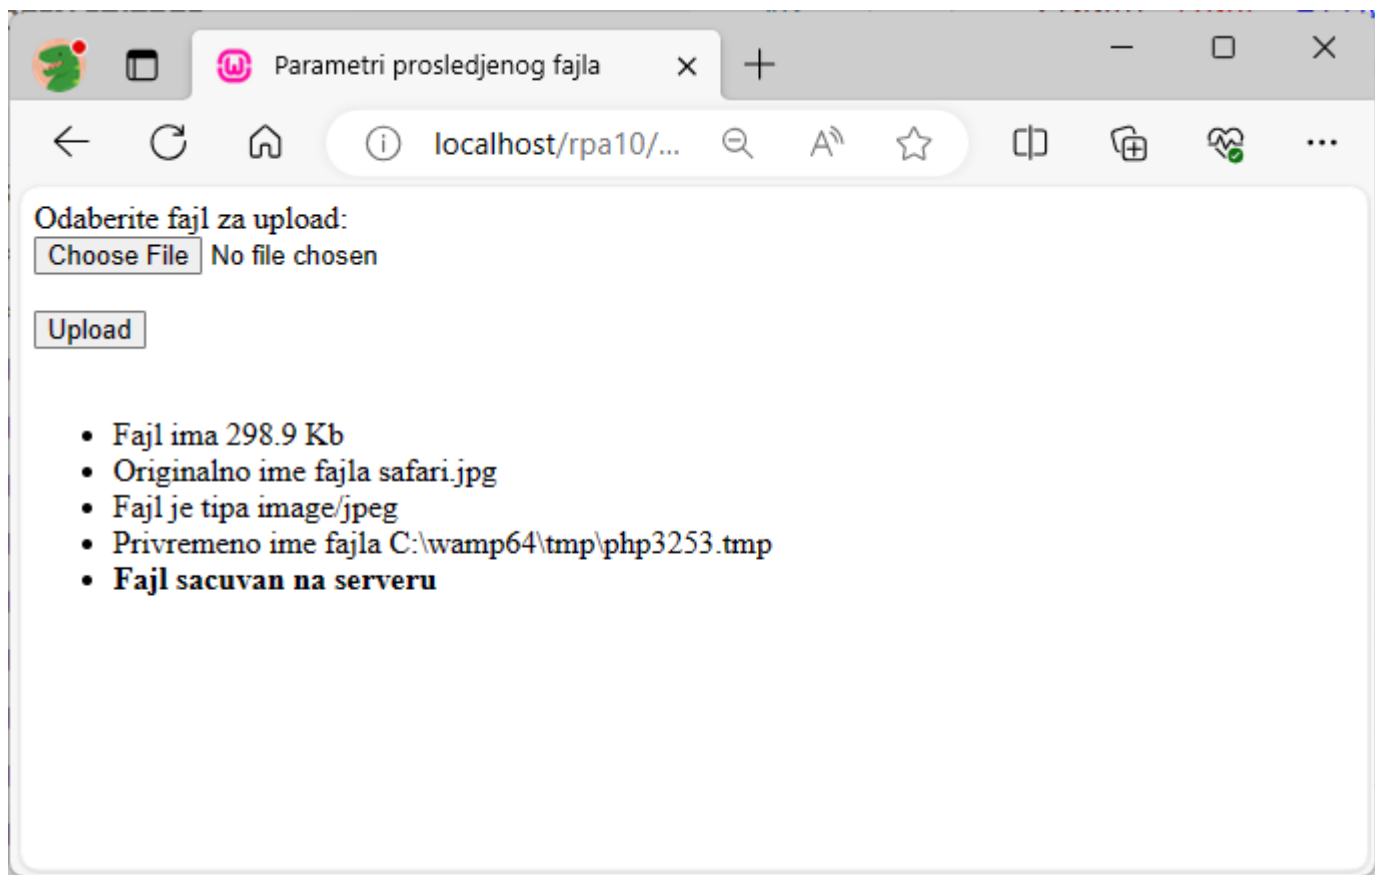 Parametri prosledjenog fajla
localhost/rpa10/...
Odaberite fajl za upload:
Choose File No file chosen
Upload
Fajl ima 298.9 Kb
Originalno ime fajla safari.jpg
Fajl je tipa image/jpeg
Privremeno ime fajla C:\wamp64\tmp\php3253.tmp
Fajl sacuvan na serveru